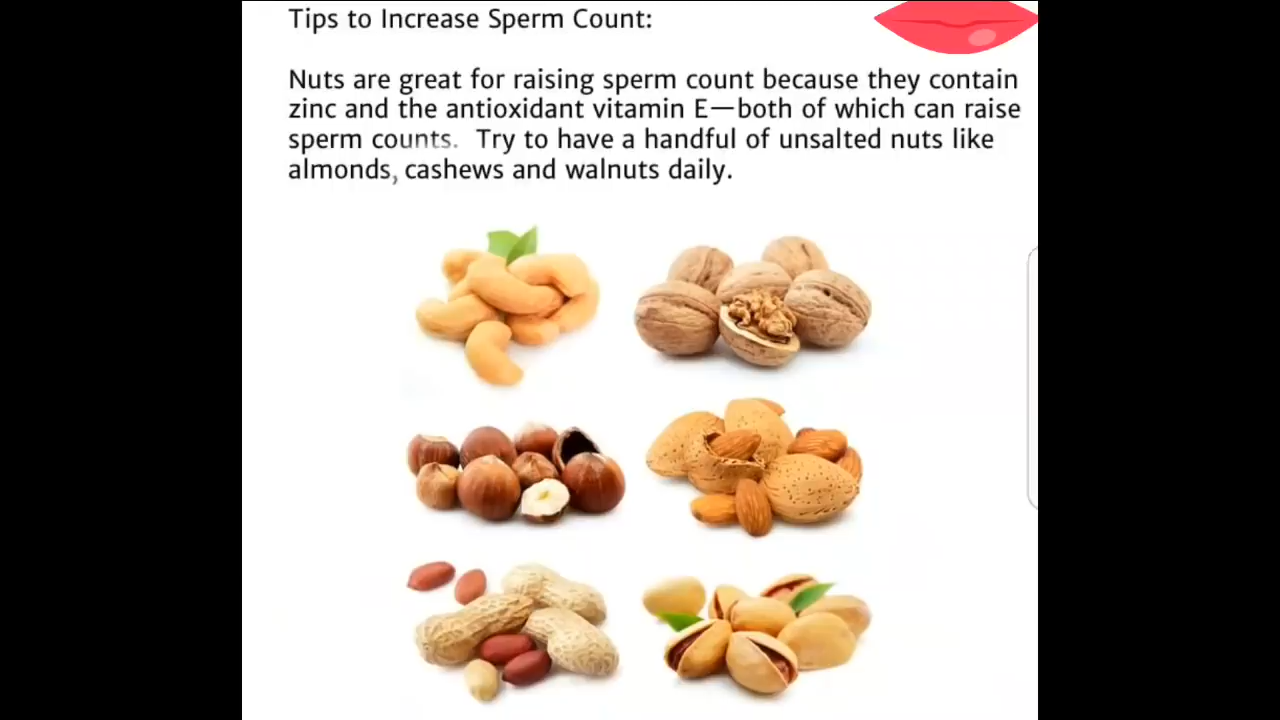 Tips to Increase Sperm Count:
Nuts are great for raising sperm count because they contain
zinc and the antioxidant vitamin E—both of which can raise
sperm counts. Try to have a handful of unsalted nuts like
almonds, cashews and walnuts daily.